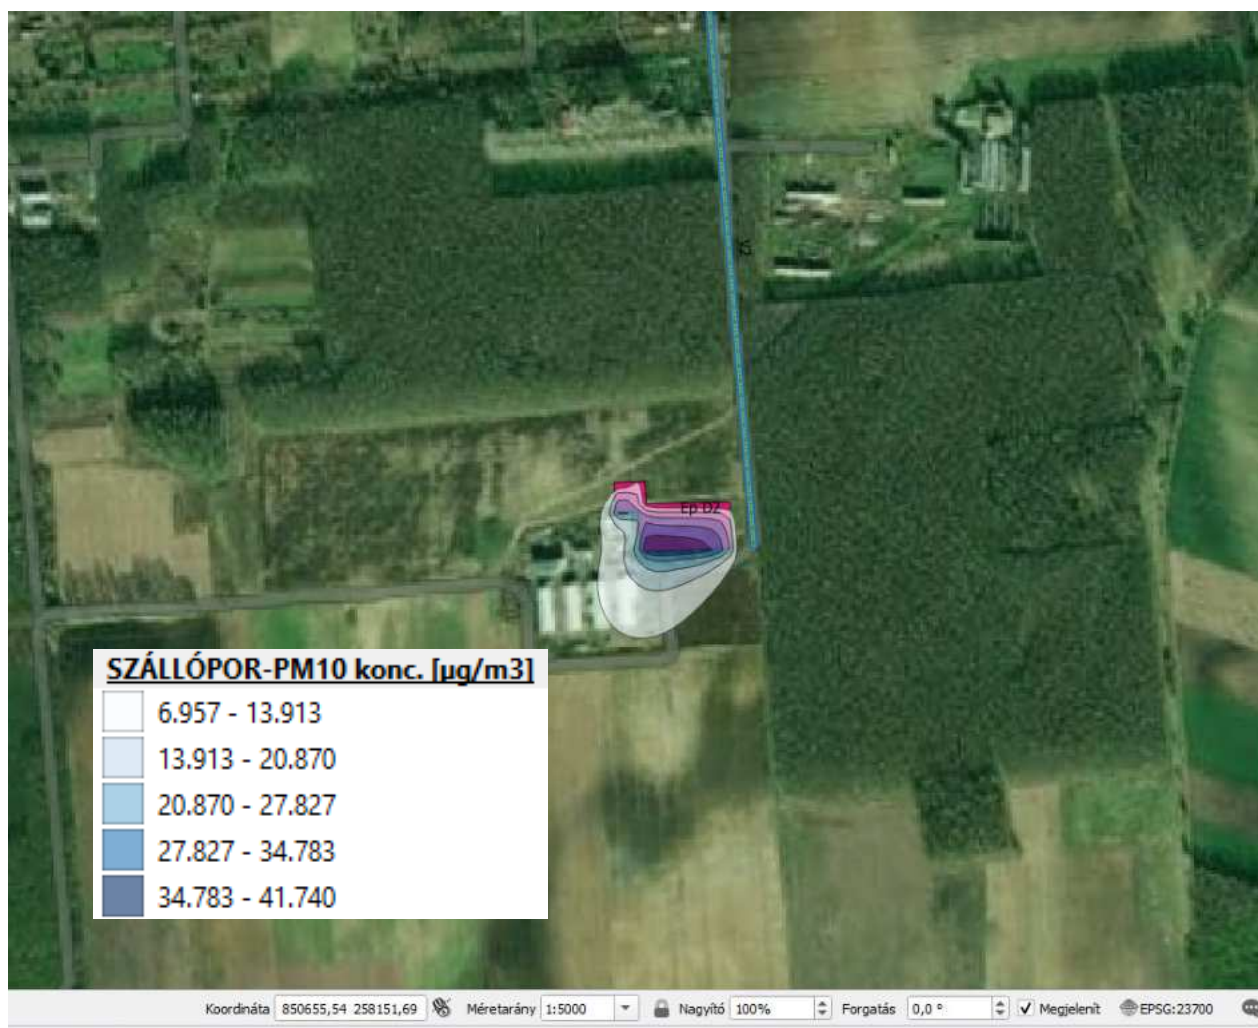 Ép D2
SZÁLLÓPOR-PM10 konc. [µg/m3]
6.957 - 13.913
13.913 - 20.870
20.870 - 27.827
27.827 - 34.783
34.783 - 41.740
Koordináta 850655,54 258151,69 Méretarány 1:5000 Nagyító 100% Forgatás 0,0 ° Megjelenít EPSG:23700